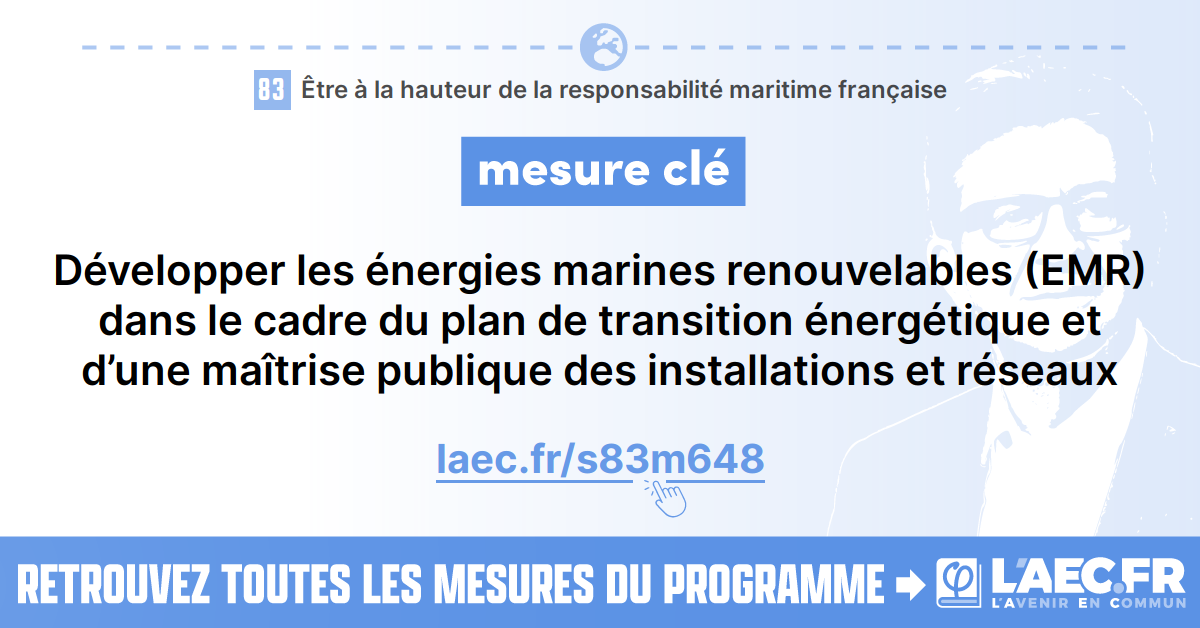 83 Être à la hauteur de la responsabilité maritime française
mesure clé
Développer les énergies marines renouvelables (EMR)
dans le cadre du plan de transition énergétique et
d’une maîtrise publique des installations et réseaux
laec.fr/s83m648
RETROUVEZ TOUTES LES MESURES DU PROGRAMME
L'AEC.FR
L'AVENIR EN COMMUN